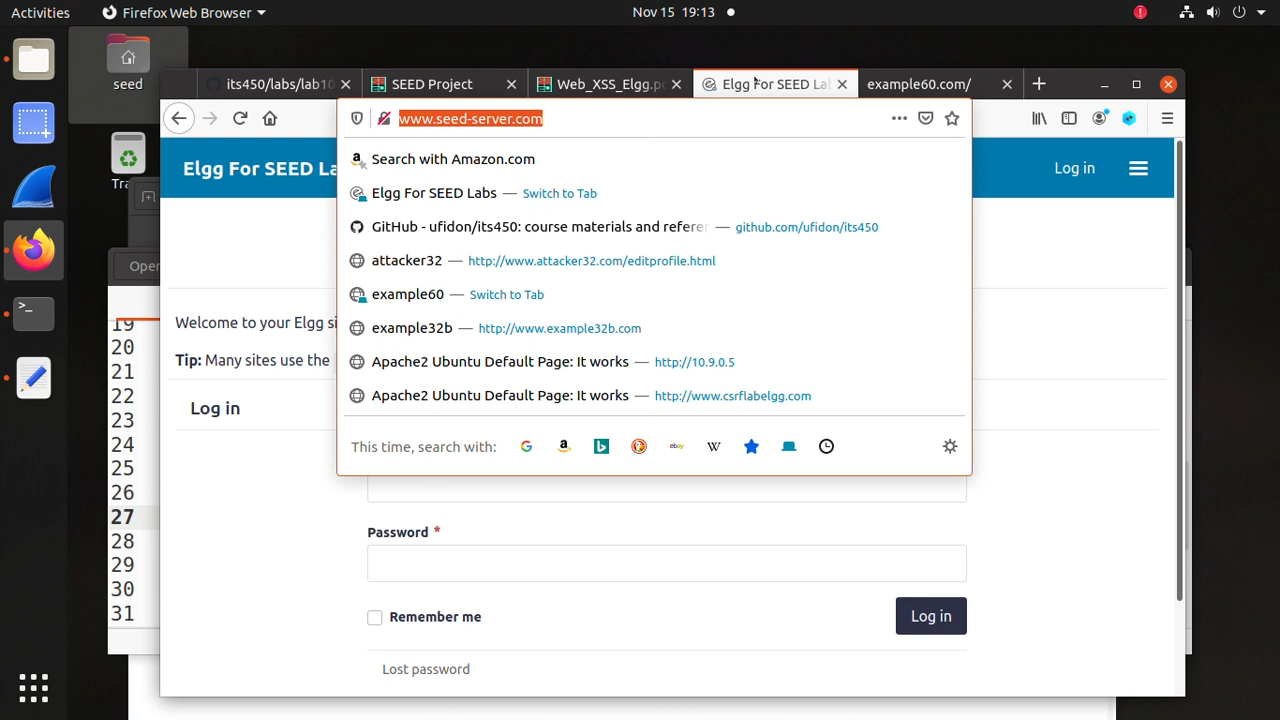 Activities
Firefox Web Browser
Nov 15 19:13
seed
its450/labs/lab10
SEED Project
Web_XSS_Elgg.p
Elgg For SEED La
example60.com/
www.seed-server.com
Elgg For SEED La
Log in
Search with Amazon.com
Elgg For SEED Labs — Switch to Tab
GitHub - ufidon/its450: course materials and refere — github.com/ufidon/its450
attacker32 — http://www.attacker32.com/editprofile.html
example60 — Switch to Tab
example32b — http://www.example32b.com
Apache2 Ubuntu Default Page: It works — http://10.9.0.5
Apache2 Ubuntu Default Page: It works — http://www.csrflabelgg.com
This time, search with:
Tra
Open
Welcome to your Elgg si
Tip: Many sites use the
Log in
19
20
21
22
23
24
25
26
27
28
29
30
31
Password *
Remember me
Log in
Lost password